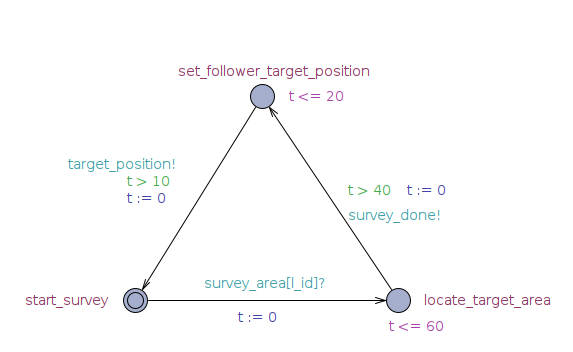 set_follower_target_position
t <= 20
target_position!
t > 10
t := 0
t > 40 t := 0
survey_done!
survey_area[l_id]?
start_survey
locate_target_area
t := 0
t <= 60